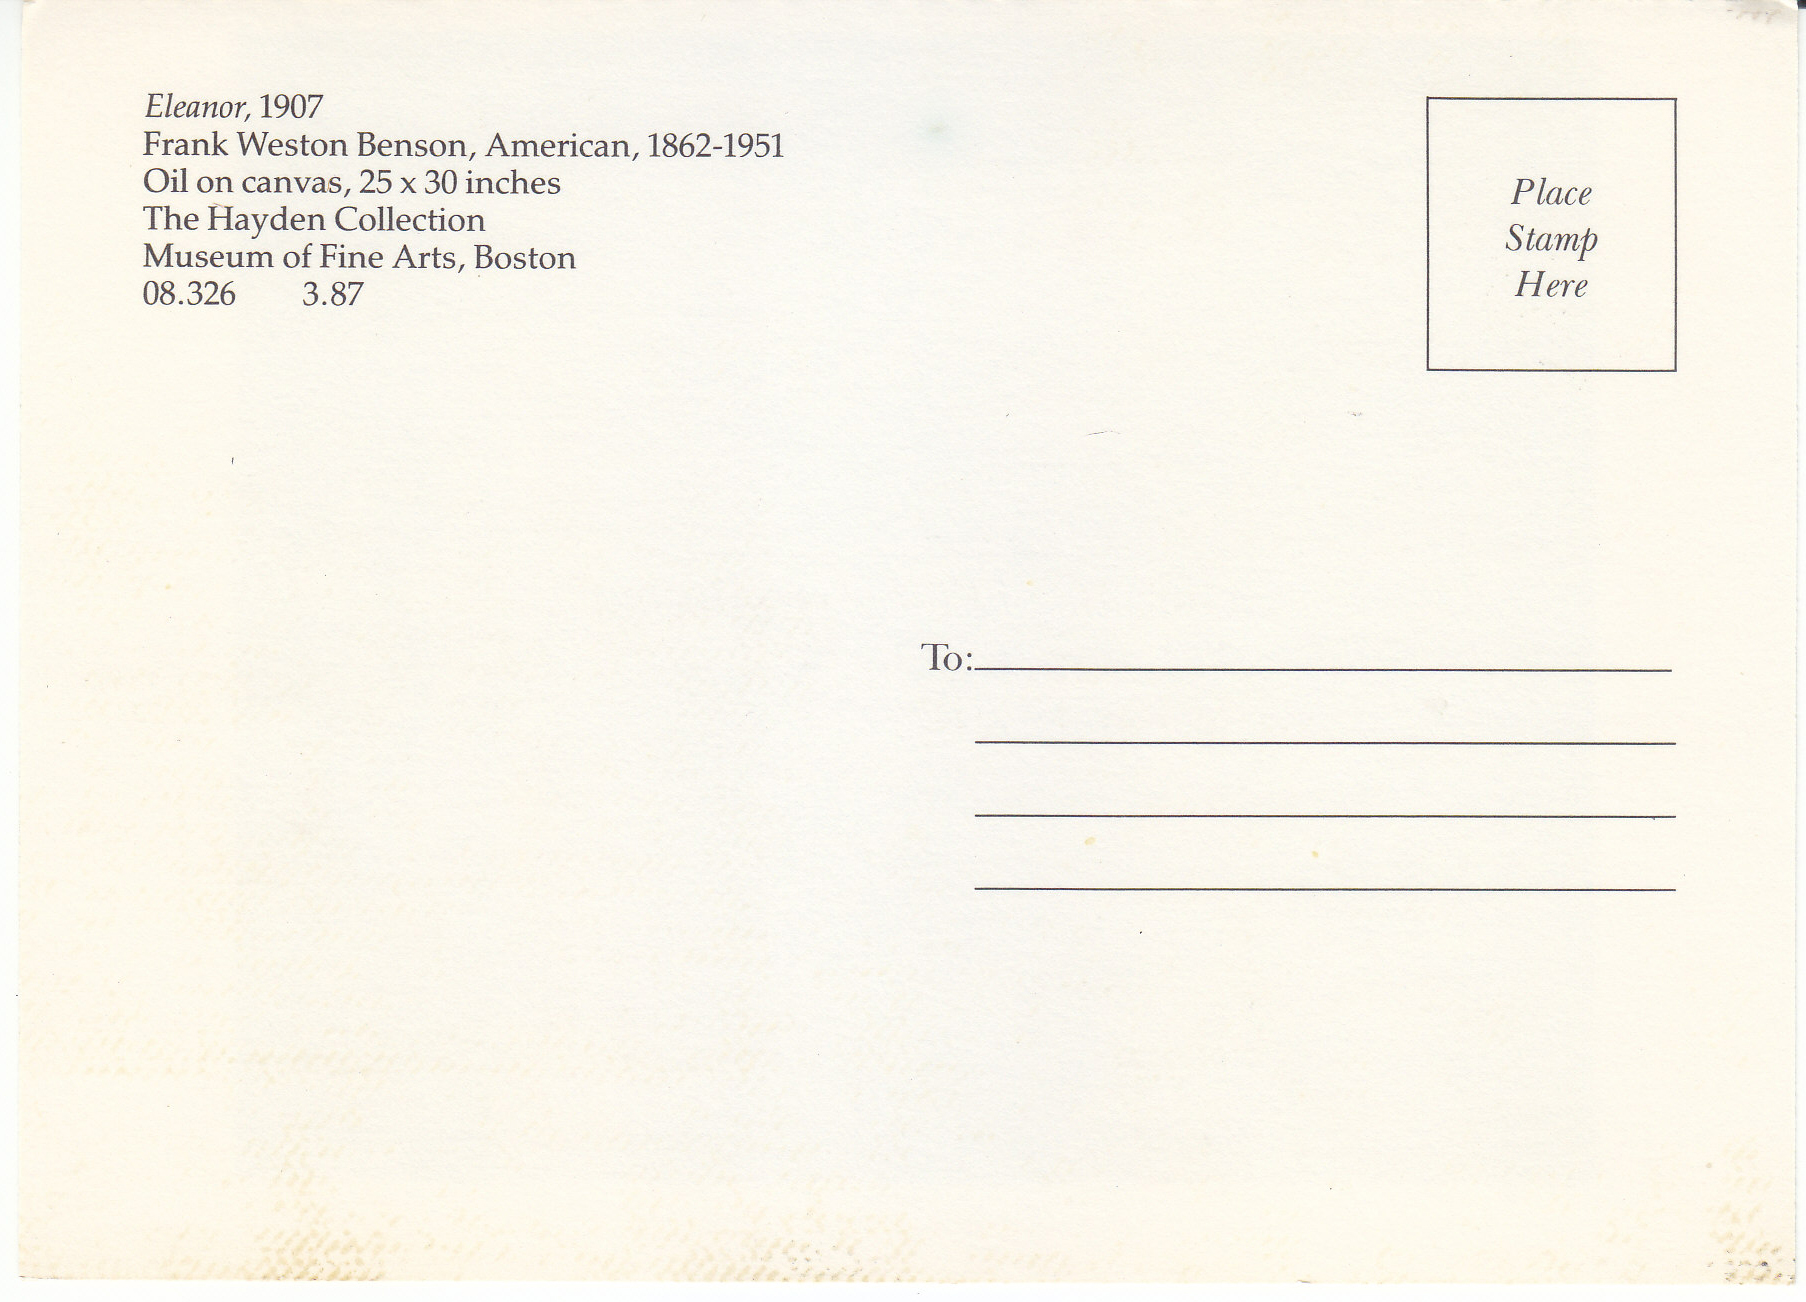 Eleanor, 1907
Frank Weston Benson, American, 1862-1951
Oil on canvas, 25 x 30 inches
The Hayden Collection
Museum of Fine Arts, Boston
08.326 3.87
Place
Stamp
Here
To: